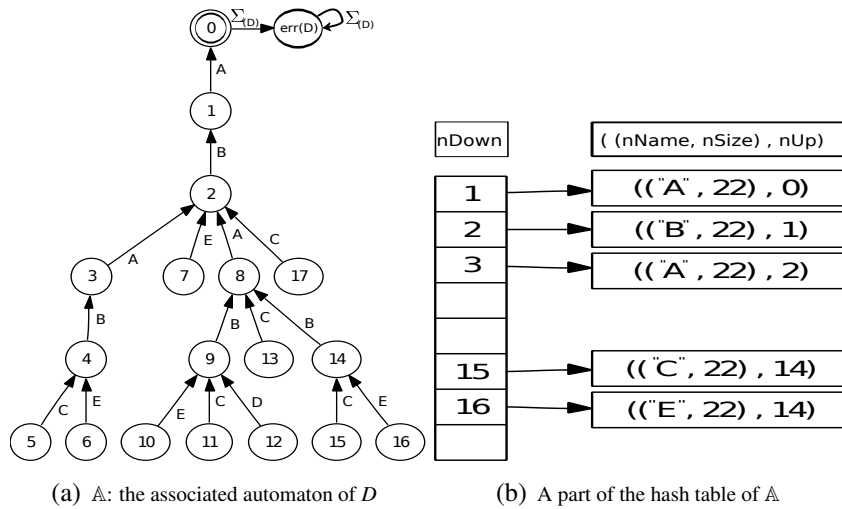 0 Σ(D) err(D) Σ(D)
A
1
B
2
A E A C
3 7 8 17
B B C B
4 9 13 14
C E E C D C E
5 6 10 11 12 15 16
(a) 𝔸: the associated automaton of D
nDown ( (nName, nSize) , nUp)
1 (("A" , 22) , 0)
2 (("B" , 22) , 1)
3 (("A" , 22) , 2)
15 (("C" , 22) , 14)
16 (("E" , 22) , 14)
(b) A part of the hash table of 𝔸